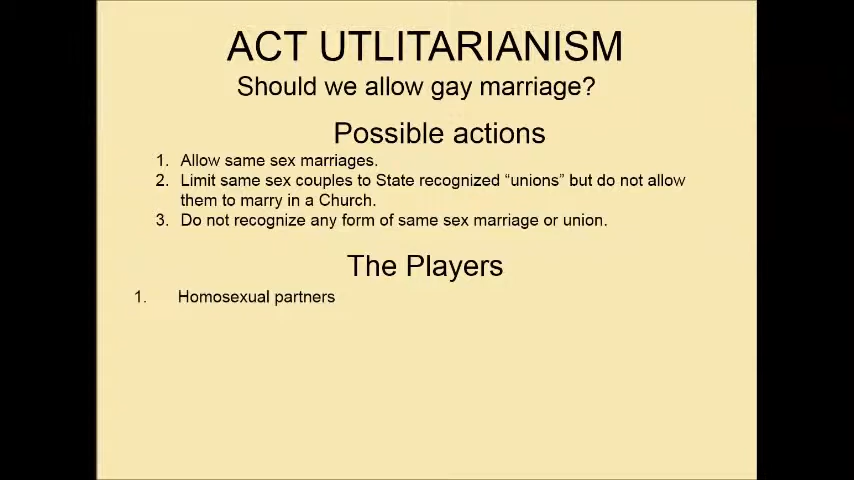 ACT UTLITARIANISM
Should we allow gay marriage?
Possible actions
1. Allow same sex marriages.
2. Limit same sex couples to State recognized “unions” but do not allow
them to marry in a Church.
3. Do not recognize any form of same sex marriage or union.
The Players
1. Homosexual partners